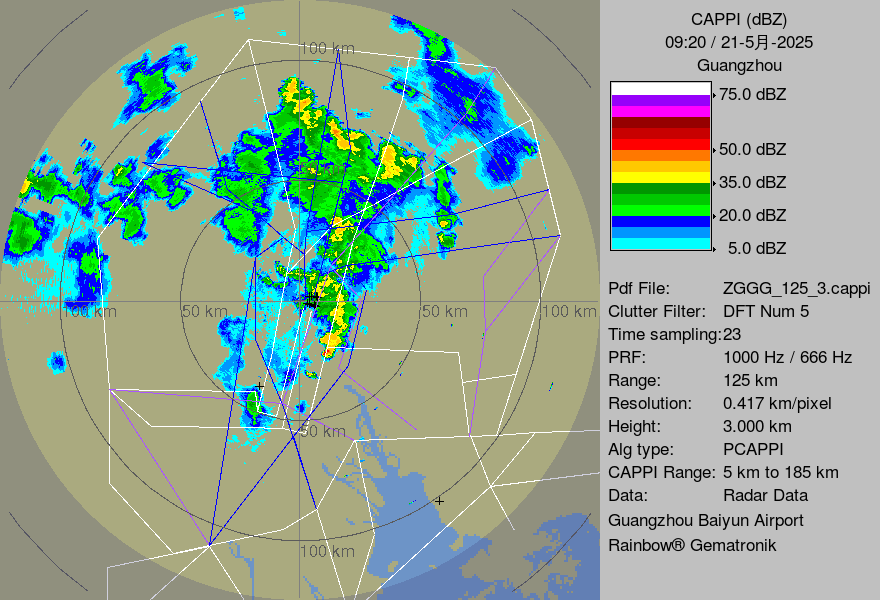 CAPPI (dBZ)
09:20 / 21-5月-2025
Guangzhou
75.0 dBZ
50.0 dBZ
35.0 dBZ
20.0 dBZ
5.0 dBZ
Pdf File: ZGGG_125_3.cappi
Clutter Filter: DFT Num 5
Time sampling:23
PRF: 1000 Hz / 666 Hz
Range: 125 km
Resolution: 0.417 km/pixel
Height: 3.000 km
Alg type: PCAPPI
CAPPI Range: 5 km to 185 km
Data: Radar Data
Guangzhou Baiyun Airport
Rainbow® Gematronik
100 km
100 km
50 km
50 km
100 km
50 km
100 km